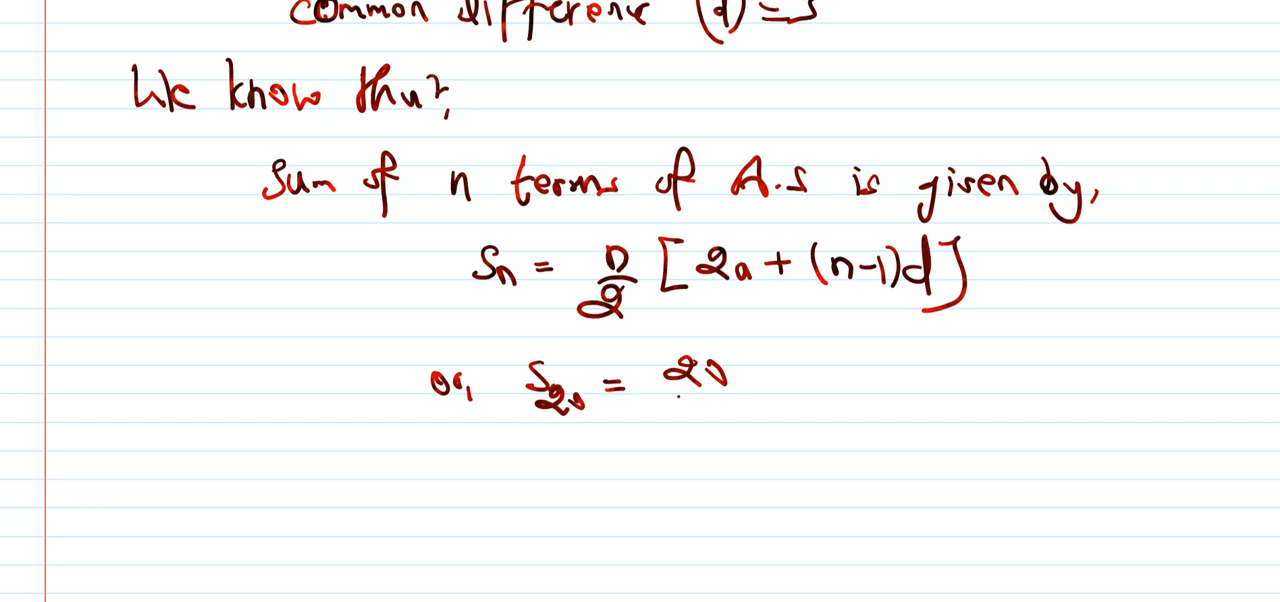 common difference (d) =
We know that,
Sum of n terms of A.S is given by,
Sn = n/2 [2a + (n-1)d]
or, S20 = 20